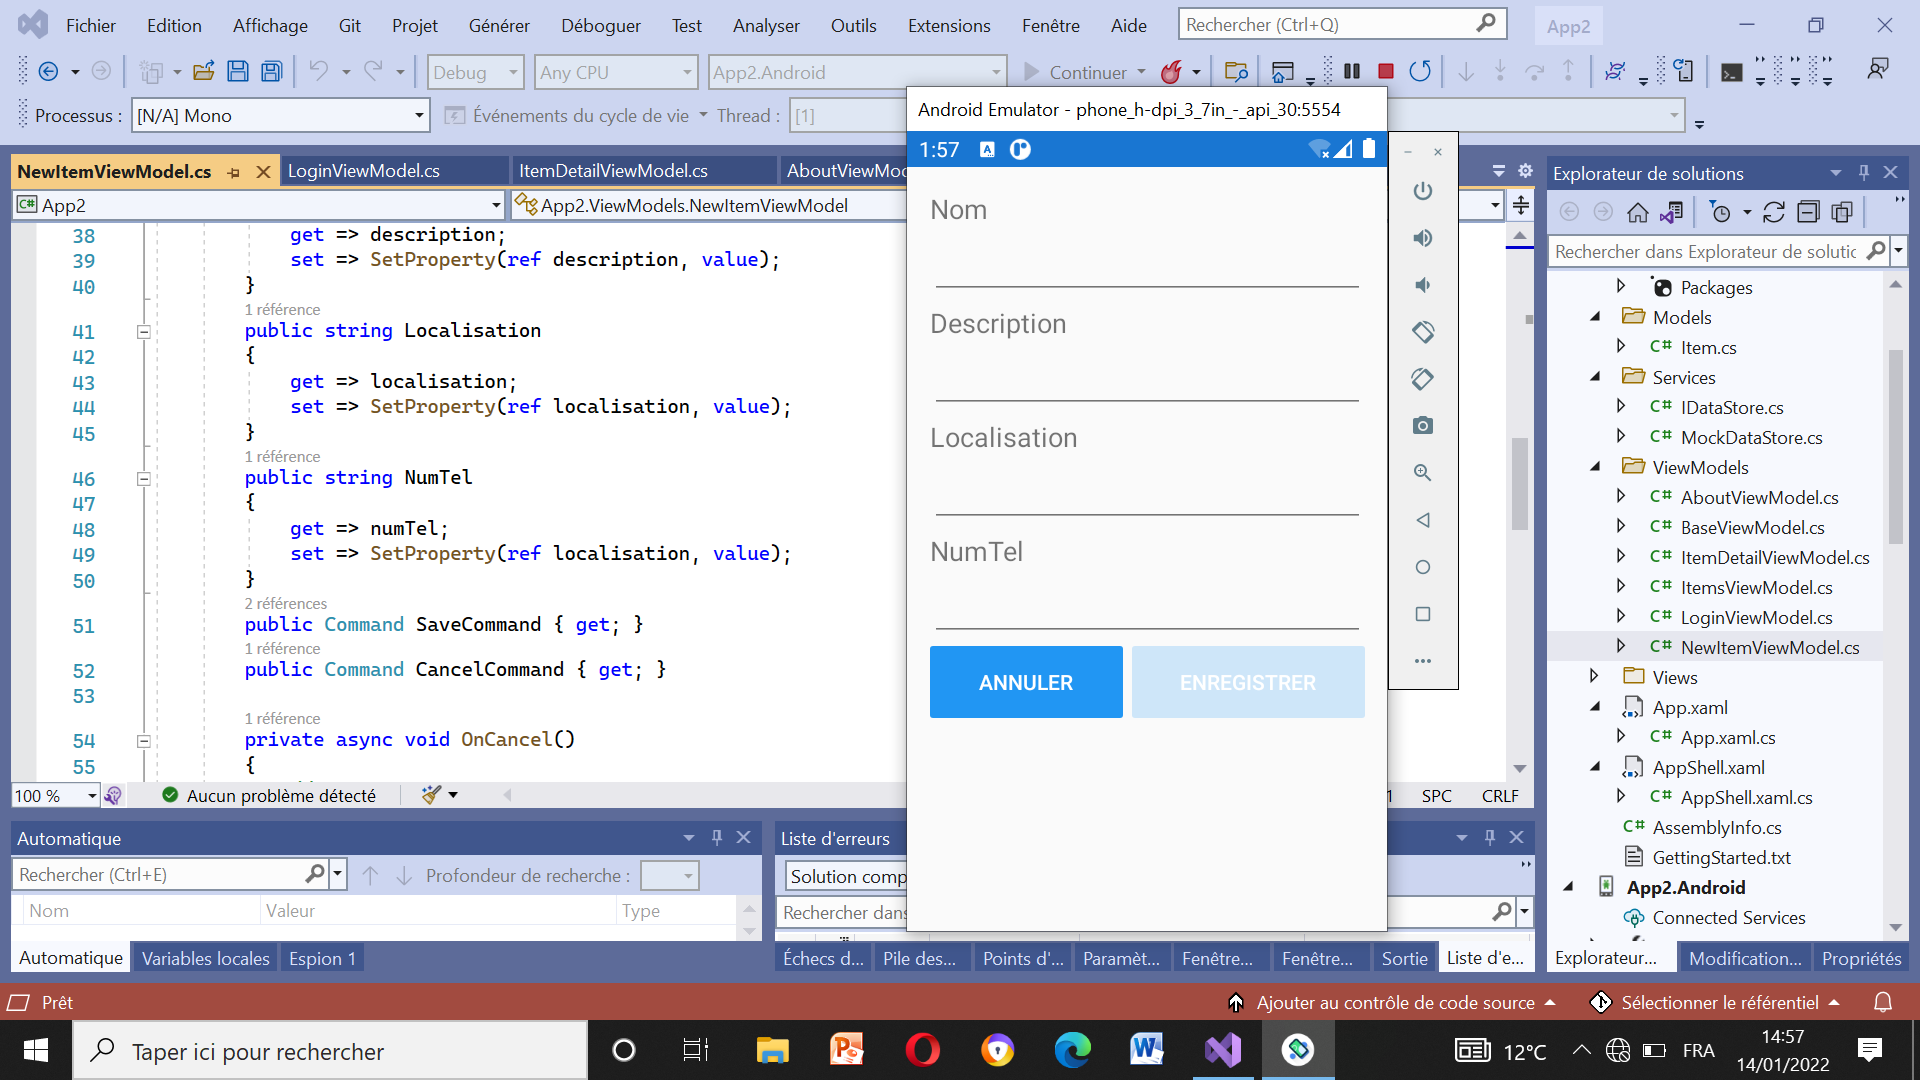 Fichier Edition Affichage Git Projet Générer Déboguer Test Analyser Outils Extensions Fenêtre Aide Rechercher (Ctrl+Q) App2
Debug Any CPU App2.Android Continuer
Processus : [N/A] Mono Événements du cycle de vie Thread : [1]
Android Emulator - phone_h-dpi_3_7in_-_api_30:5554
1:57
NewItemViewModel.cs LoginViewModel.cs ItemDetailViewModel.cs AboutViewMod
C# App2 App2.ViewModels.NewItemViewModel
38 get => description;
39 set => SetProperty(ref description, value);
40 }
1 référence
41 public string Localisation
42 {
43 get => localisation;
44 set => SetProperty(ref localisation, value);
45 }
1 référence
46 public string NumTel
47 {
48 get => numTel;
49 set => SetProperty(ref localisation, value);
50 }
2 références
51 public Command SaveCommand { get; }
1 référence
52 public Command CancelCommand { get; }
53
1 référence
54 private async void OnCancel()
55 {
100 % Aucun problème détecté
1 SPC CRLF
Nom
Description
Localisation
NumTel
ANNULER ENREGISTRER
Explorateur de solutions
Rechercher dans Explorateur de solutic
Packages
Models
C# Item.cs
Services
C# IDataStore.cs
C# MockDataStore.cs
ViewModels
C# AboutViewModel.cs
C# BaseViewModel.cs
C# ItemDetailViewModel.cs
C# ItemsViewModel.cs
C# LoginViewModel.cs
C# NewItemViewModel.cs
Views
App.xaml
C# App.xaml.cs
AppShell.xaml
C# AppShell.xaml.cs
C# AssemblyInfo.cs
GettingStarted.txt
App2.Android
Connected Services
Explorateur... Modification... Propriétés
Automatique
Rechercher (Ctrl+E) Profondeur de recherche :
Nom Valeur Type
Automatique Variables locales Espion 1
Liste d'erreurs
Solution comp
Rechercher dans
Échecs d... Pile des... Points d'... Paramèt... Fenêtre... Fenêtre... Sortie Liste d'e...
Prêt Ajouter au contrôle de code source Sélectionner le référentiel
Taper ici pour rechercher 12°C FRA 14:57
14/01/2022